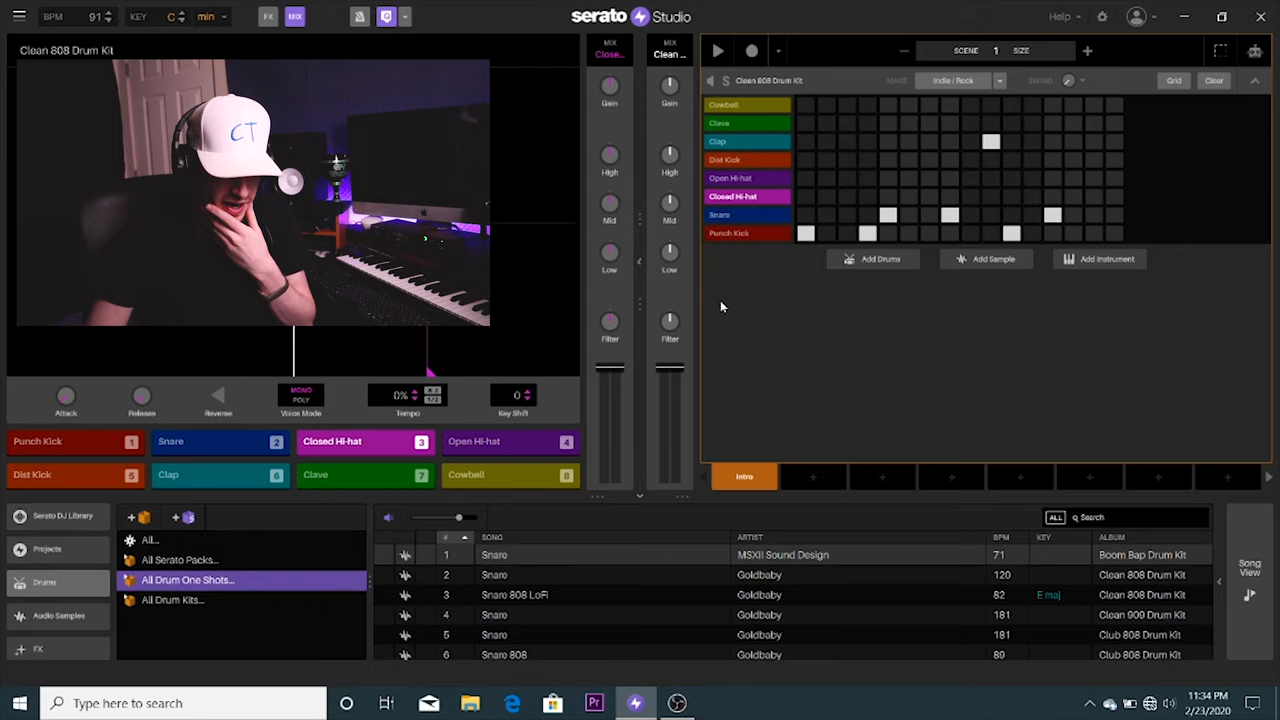 BPM 91 KEY C min FX MIX serato Studio Help
Clean 808 Drum Kit
CT
MIX MIX
Close... Clean ...
Gain Gain
High High
Mid Mid
Low Low
Filter Filter
SCENE 1 SIZE
S Clean 808 Drum Kit MAKE Indie / Rock SWING Grid Clear
Cowbell
Clave
Clap
Dist Kick
Open Hi-hat
Closed Hi-hat
Snare
Punch Kick
Add Drums Add Sample Add Instrument
MONO
POLY
0% X 2
1/2
0
Attack Release Reverse Voice Mode Tempo Key Shift
Punch Kick 1 Snare 2 Closed Hi-hat 3 Open Hi-hat 4
Dist Kick 5 Clap 6 Clave 7 Cowbell 8
Intro + + + + + + +
Serato DJ Library
Projects
Drums
Audio Samples
FX
All...
All Serato Packs...
All Drum One Shots...
All Drum Kits...
ALL Search
# SONG ARTIST BPM KEY ALBUM
1 Snare MSXII Sound Design 71 Boom Bap Drum Kit
2 Snare Goldbaby 120 Clean 808 Drum Kit
3 Snare 808 LoFi Goldbaby 82 E maj Clean 808 Drum Kit
4 Snare Goldbaby 181 Clean 909 Drum Kit
5 Snare Goldbaby 181 Club 808 Drum Kit
6 Snare 808 Goldbaby 89 Club 808 Drum Kit
Song
View
Type here to search
Pr
11:34 PM
2/23/2020